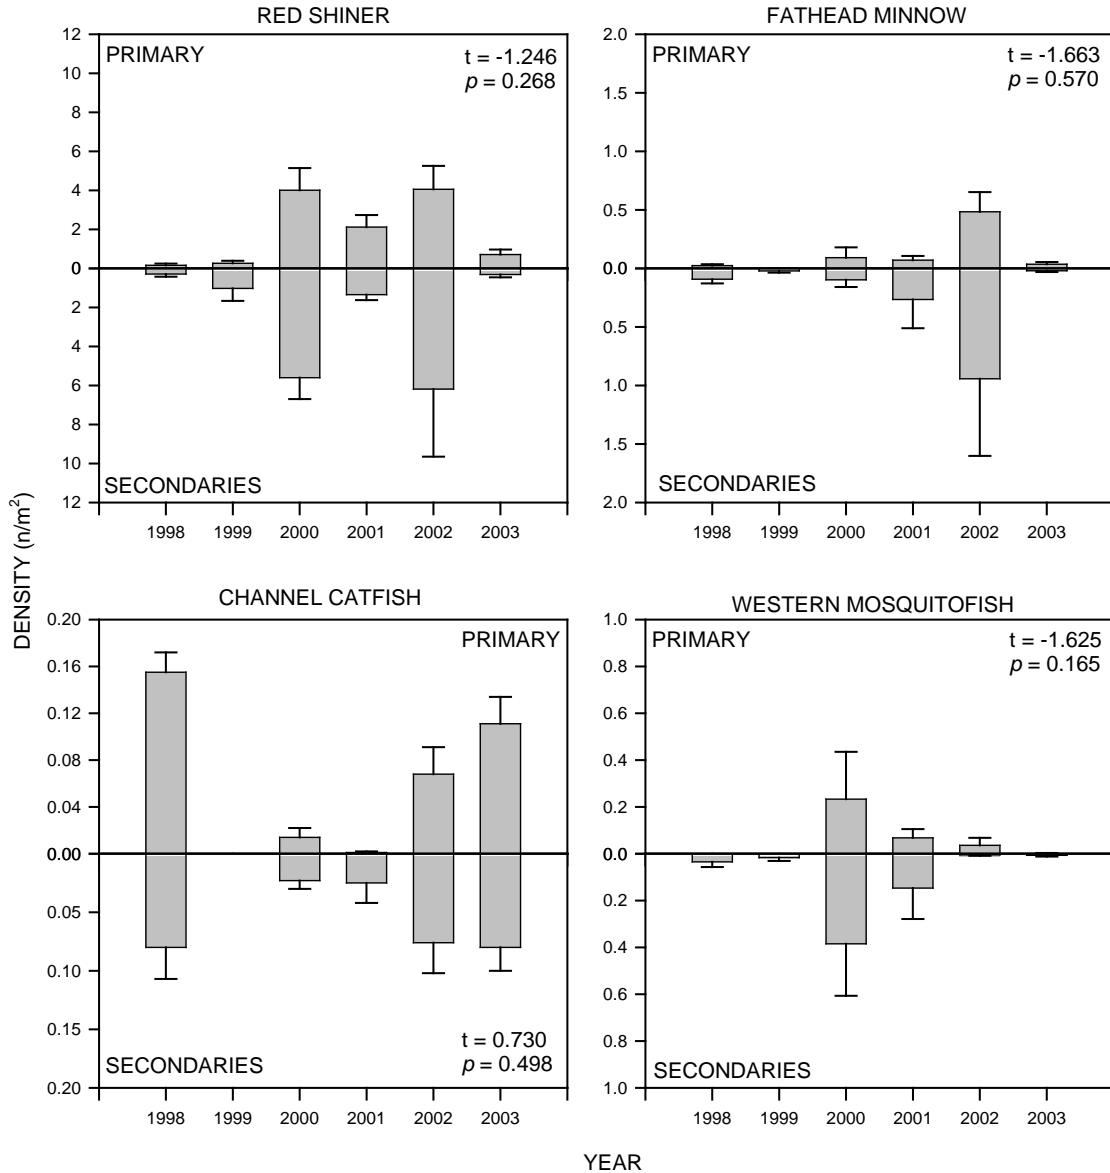 RED SHINER
12
10
8
6
4
2
0
2
4
6
8
10
12
PRIMARY
t = -1.246
p = 0.268
SECONDARIES
1998 1999 2000 2001 2002 2003
FATHEAD MINNOW
2.0
1.5
1.0
0.5
0.0
0.5
1.0
1.5
2.0
PRIMARY
t = -1.663
p = 0.570
SECONDARIES
1998 1999 2000 2001 2002 2003
DENSITY (n/m²)
CHANNEL CATFISH
0.20
0.16
0.12
0.08
0.04
0.00
0.05
0.10
0.15
0.20
PRIMARY
t = 0.730
p = 0.498
SECONDARIES
1998 1999 2000 2001 2002 2003
WESTERN MOSQUITOFISH
1.0
0.8
0.6
0.4
0.2
0.0
0.2
0.4
0.6
0.8
1.0
PRIMARY
t = -1.625
p = 0.165
SECONDARIES
1998 1999 2000 2001 2002 2003
YEAR